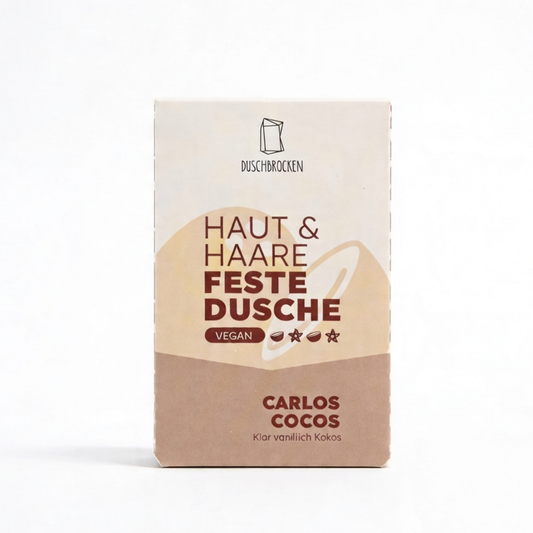 DUSCHBROCKEN
HAUT &
HAARE
FESTE
DUSCHE
VEGAN
CARLOS
COCOS
Klar vanillich Kokos